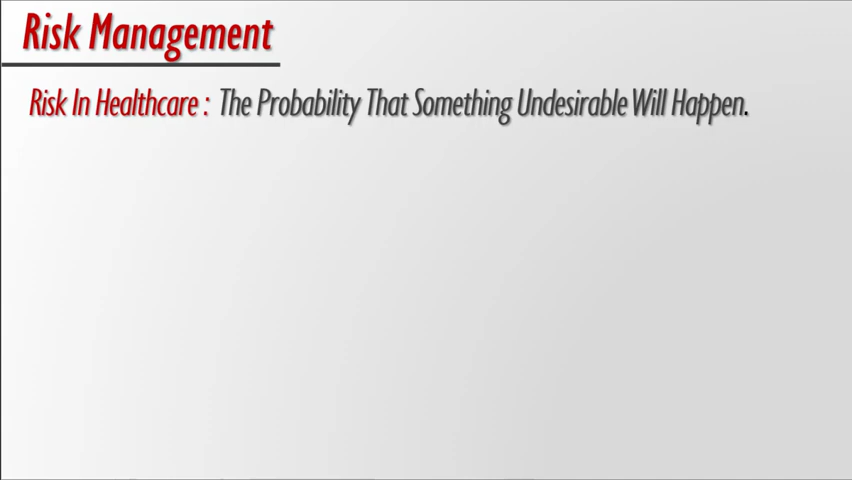 Risk Management
Risk In Healthcare : The Probability That Something Undesirable Will Happen.